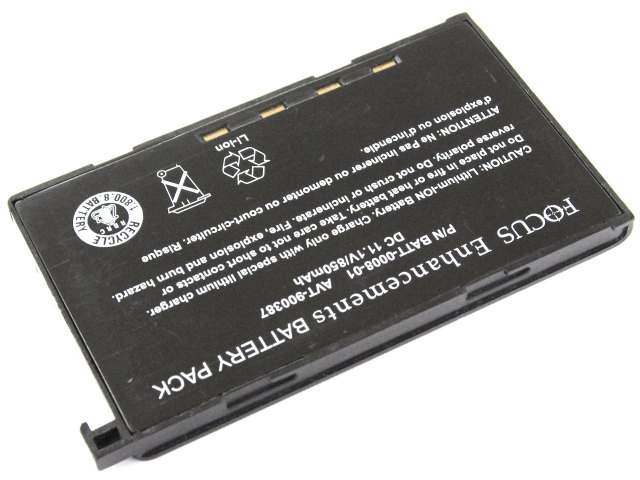 FOCUS Enhancements BATTERY PACK
P/N BATT-0008-01 AVT-900387
DC 11.1V/850mAh
CAUTION: Lithium-ION Battery. Charge only with special lithium charger.
Do not place in fire or heat battery. Take care not to short contacts or
reverse polarity. Do not crush or incinerate. Fire, explosion and burn hazard.
ATTENTION: Ne Pas incinerer ou demonter ou court-circuiter. Risque
d'explosion ou d'incendie.
Li-Ion
1.800.8 BATTERY
RBRC
RECYCLE